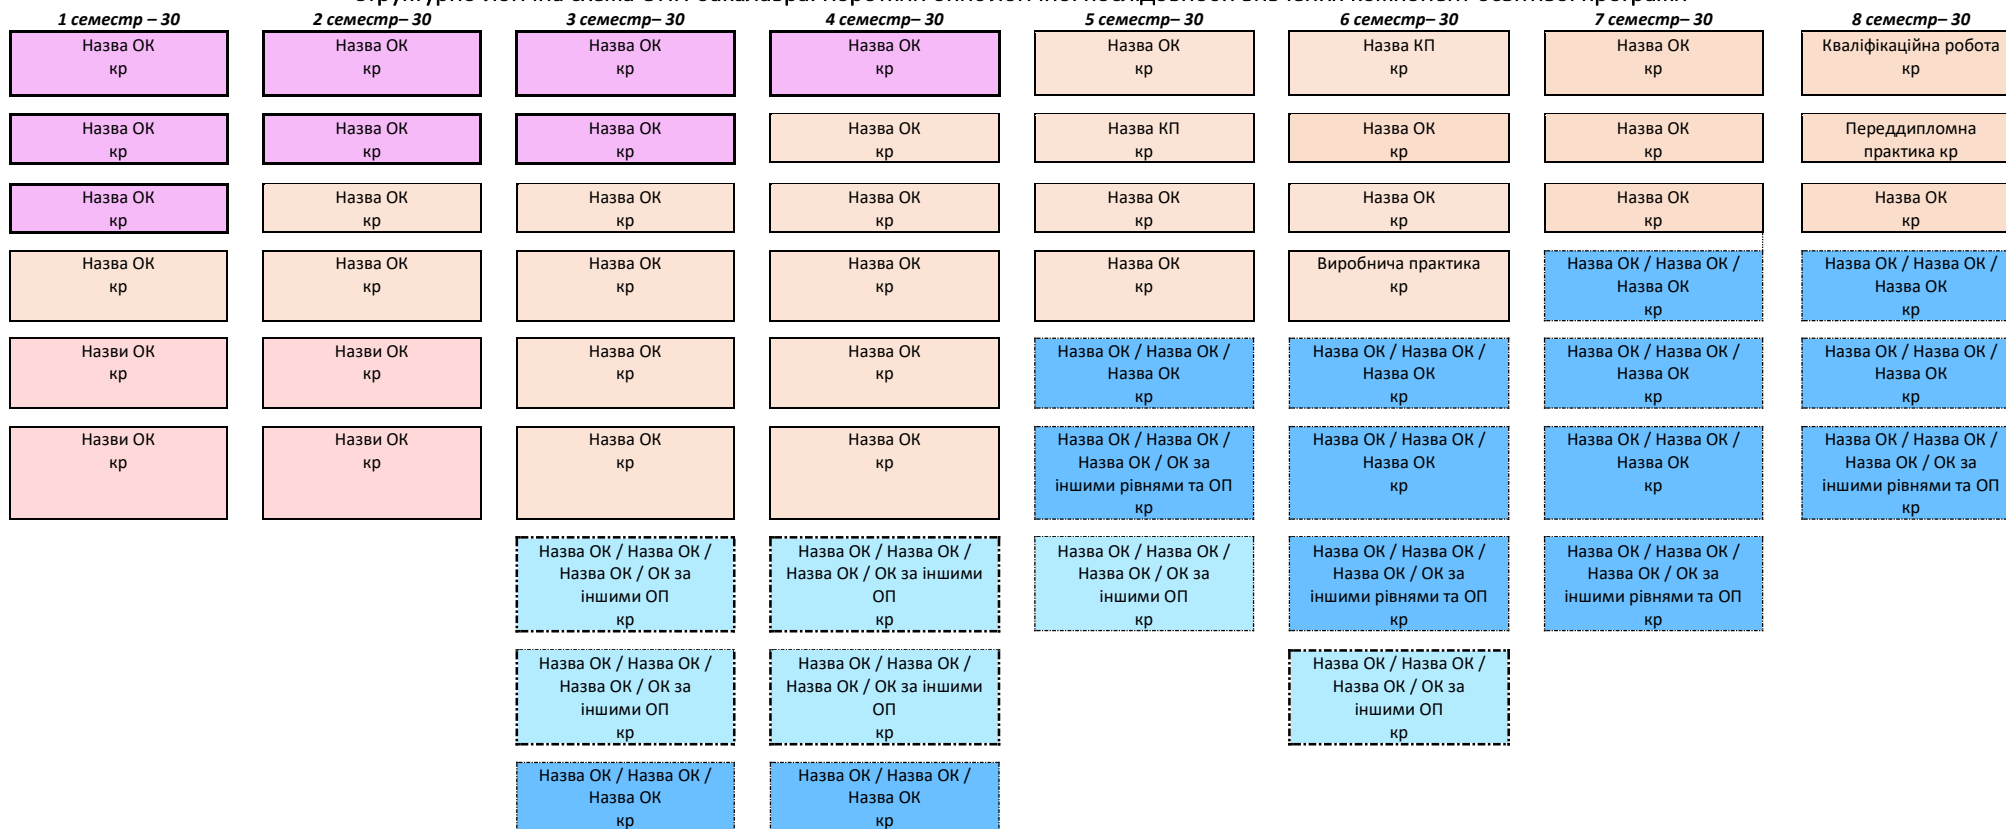 Структурно-логічна схема ОПП бакалавра. Короткий опис логічної послідовності вивчення компонент освітньої програми
1 семестр – 30
2 семестр– 30
3 семестр– 30
4 семестр– 30
5 семестр– 30
6 семестр– 30
7 семестр– 30
8 семестр– 30
Назва ОК
кр
Назва ОК
кр
Назва ОК
кр
Назва ОК
кр
Назва ОК
кр
Назва КП
кр
Назва ОК
кр
Кваліфікаційна робота
кр
Назва ОК
кр
Назва ОК
кр
Назва ОК
кр
Назва ОК
кр
Назва КП
кр
Назва ОК
кр
Назва ОК
кр
Переддипломна
практика кр
Назва ОК
кр
Назва ОК
кр
Назва ОК
кр
Назва ОК
кр
Назва ОК
кр
Назва ОК
кр
Назва ОК
кр
Назва ОК
кр
Назва ОК
кр
Назва ОК
кр
Назва ОК
кр
Назва ОК
кр
Назва ОК
кр
Виробнича практика
кр
Назва ОК / Назва ОК /
Назва ОК
кр
Назва ОК / Назва ОК /
Назва ОК
кр
Назви ОК
кр
Назви ОК
кр
Назва ОК
кр
Назва ОК
кр
Назва ОК / Назва ОК /
Назва ОК
кр
Назва ОК / Назва ОК /
Назва ОК
кр
Назва ОК / Назва ОК /
Назва ОК
кр
Назва ОК / Назва ОК /
Назва ОК
кр
Назви ОК
кр
Назви ОК
кр
Назва ОК
кр
Назва ОК
кр
Назва ОК / Назва ОК /
Назва ОК / ОК за
іншими рівнями та ОП
кр
Назва ОК / Назва ОК /
Назва ОК
кр
Назва ОК / Назва ОК /
Назва ОК
кр
Назва ОК / Назва ОК /
Назва ОК / ОК за
іншими рівнями та ОП
кр
Назва ОК / Назва ОК /
Назва ОК / ОК за
іншими ОП
кр
Назва ОК / Назва ОК /
Назва ОК / ОК за іншими
ОП
кр
Назва ОК / Назва ОК /
Назва ОК / ОК за
іншими ОП
кр
Назва ОК / Назва ОК /
Назва ОК / ОК за
іншими рівнями та ОП
кр
Назва ОК / Назва ОК /
Назва ОК / ОК за
іншими рівнями та ОП
кр
Назва ОК / Назва ОК /
Назва ОК / ОК за
іншими ОП
кр
Назва ОК / Назва ОК /
Назва ОК / ОК за іншими
ОП
кр
Назва ОК / Назва ОК /
Назва ОК / ОК за
іншими ОП
кр
Назва ОК / Назва ОК /
Назва ОК
кр
Назва ОК / Назва ОК /
Назва ОК
кр